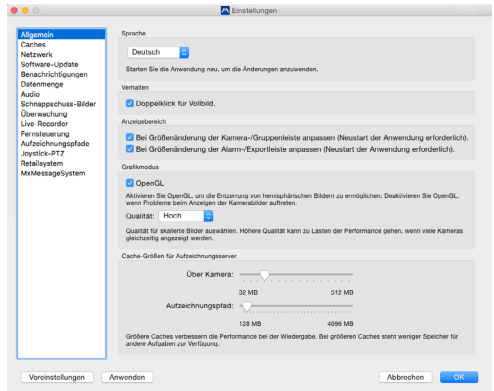 Einstellungen
Allgemein
Caches
Netzwerk
Software-Update
Benachrichtigungen
Datenmenge
Audio
Schnappschuss-Bilder
Überwachung
Live-Recorder
Fernsteuerung
Aufzeichnungspfade
Joystick-PTZ
Retailsystem
MxMessageSystem
Sprache
Deutsch
Starten Sie die Anwendung neu, um die Änderungen anzuwenden.
Verhalten
Doppelklick für Vollbild.
Anzeigebereich
Bei Größenänderung der Kamera-/Gruppenleiste anpassen (Neustart der Anwendung erforderlich).
Bei Größenänderung der Alarm-/Exportleiste anpassen (Neustart der Anwendung erforderlich).
Grafikmodus
OpenGL
Aktivieren Sie OpenGL, um die Entzerrung von hemisphärischen Bildern zu ermöglichen. Deaktivieren Sie OpenGL,
wenn Probleme beim Anzeigen der Kamerabilder auftreten.
Qualität: Hoch
Qualität für skalierte Bilder auswählen. Höhere Qualität kann zu Lasten der Performance gehen, wenn viele Kameras
gleichzeitig angezeigt werden.
Cache-Größen für Aufzeichnungsserver
Über Kamera:
32 MB 512 MB
Aufzeichnungspfad:
128 MB 4096 MB
Größere Caches verbessern die Performance bei der Wiedergabe. Bei größeren Caches steht weniger Speicher für
andere Aufgaben zur Verfügung.
Voreinstellungen Anwenden Abbrechen OK